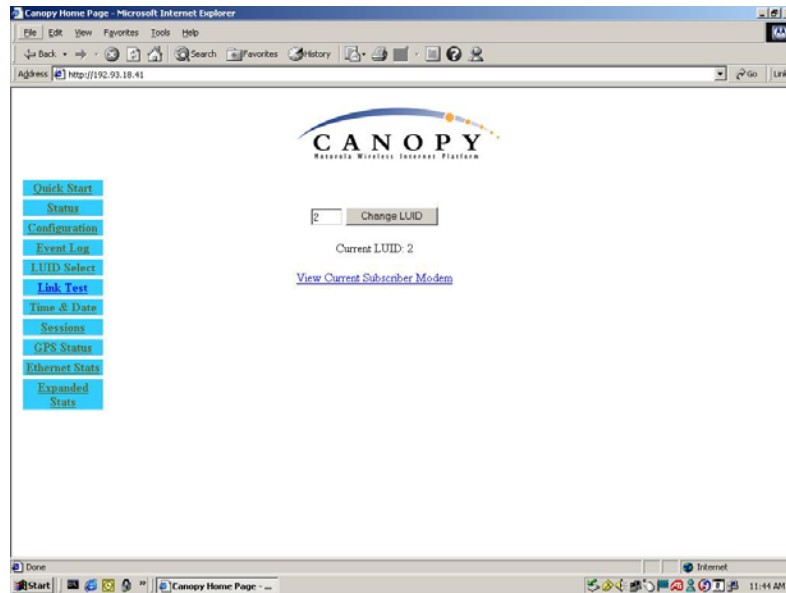 Canopy Home Page - Microsoft Internet Explorer
File Edit View Favorites Tools Help
Back Search Favorites History
Address http://192.93.18.41 Go Link
CANOPY
Motorola Wireless Internet Platform
Quick Start
Status
Configuration
Event Log
LUID Select
Link Test
Time & Date
Sessions
GPS Status
Ethernet Stats
Expanded
Stats
2 Change LUID
Current LUID: 2
View Current Subscriber Modem
Done Internet
Start » Canopy Home Page - ... 11:44 AM